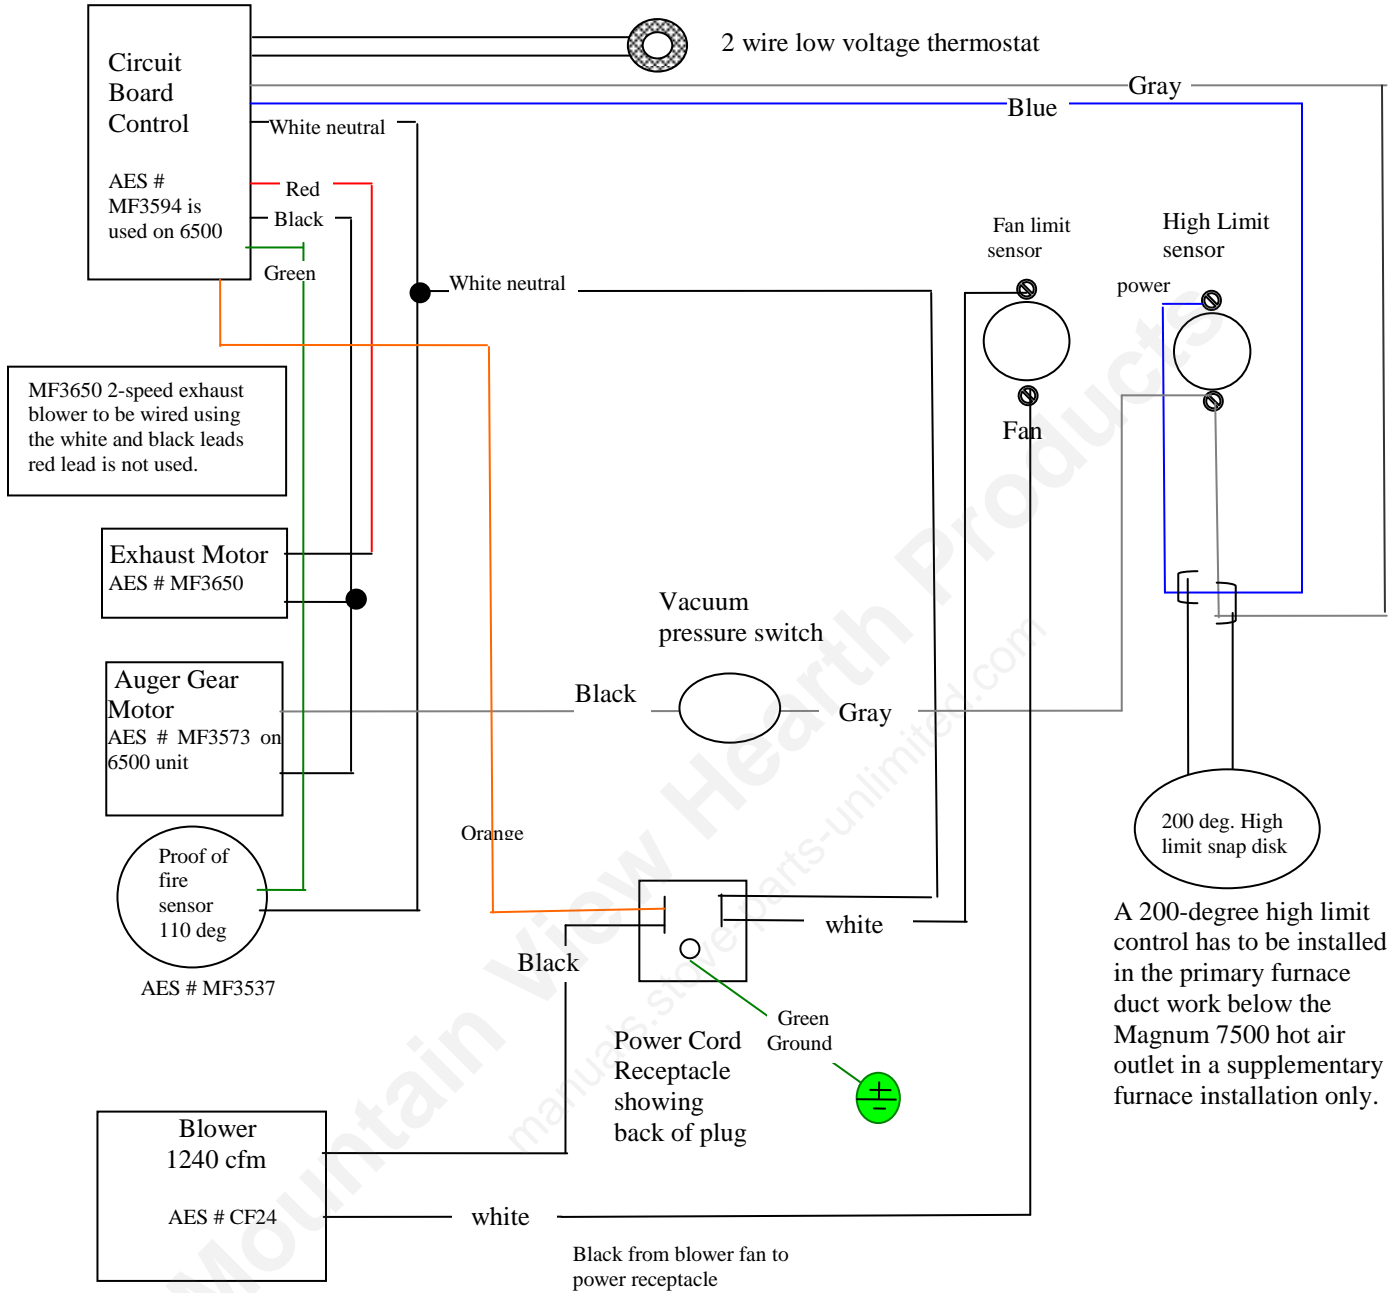 2 wire low voltage thermostat
Circuit
Board
Control
AES #
MF3594 is
used on 6500
Gray
Blue
White neutral
Red
Black
Green
White neutral
Fan limit
sensor
High Limit
sensor
power
Fan
MF3650 2-speed exhaust
blower to be wired using
the white and black leads
red lead is not used.
Exhaust Motor
AES # MF3650
Vacuum
pressure switch
Auger Gear
Motor
AES # MF3573 on
6500 unit
Black
Gray
Orange
Proof of
fire
sensor
110 deg
AES # MF3537
200 deg. High
limit snap disk
white
Black
Green
Ground
Power Cord
Receptacle
showing
back of plug
A 200-degree high limit
control has to be installed
in the primary furnace
duct work below the
Magnum 7500 hot air
outlet in a supplementary
furnace installation only.
Blower
1240 cfm
AES # CF24
white
Black from blower fan to
power receptacle
Mountain View Hearth Products
manuals.stove-parts-unlimited.com